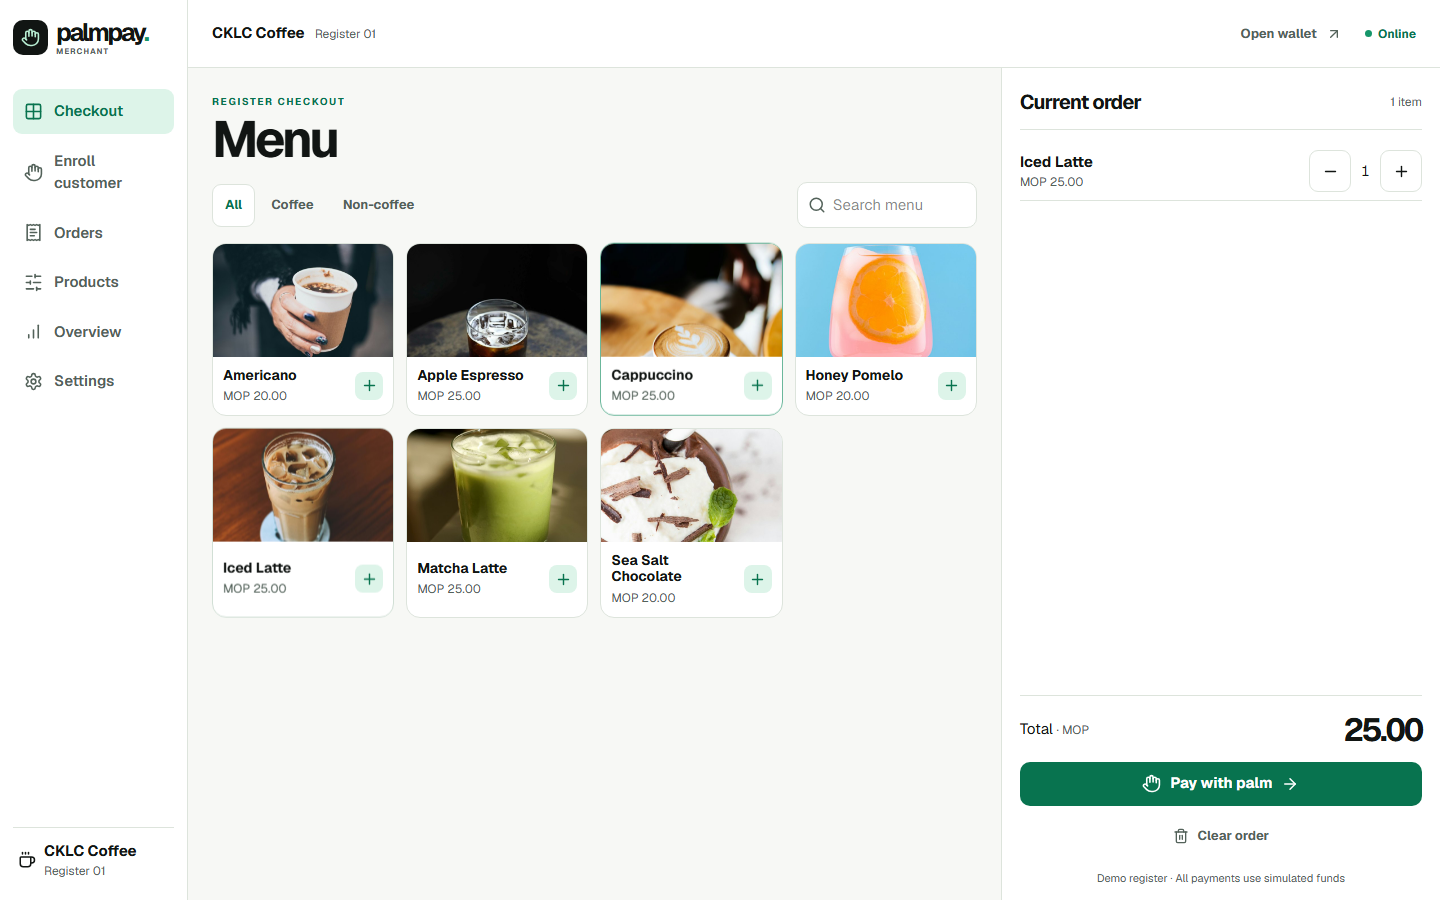 palmpay.
MERCHANT
Checkout
Enroll
customer
Orders
Products
Overview
Settings
CKLC Coffee
Register 01
CKLC Coffee Register 01
Open wallet
Online
REGISTER CHECKOUT
Menu
All
Coffee
Non-coffee
Search menu
Americano
MOP 20.00
Apple Espresso
MOP 25.00
Cappuccino
MOP 25.00
Honey Pomelo
MOP 20.00
Iced Latte
MOP 25.00
Matcha Latte
MOP 25.00
Sea Salt
Chocolate
MOP 20.00
Current order
1 item
Iced Latte
MOP 25.00
1
Total · MOP
25.00
Pay with palm
Clear order
Demo register · All payments use simulated funds